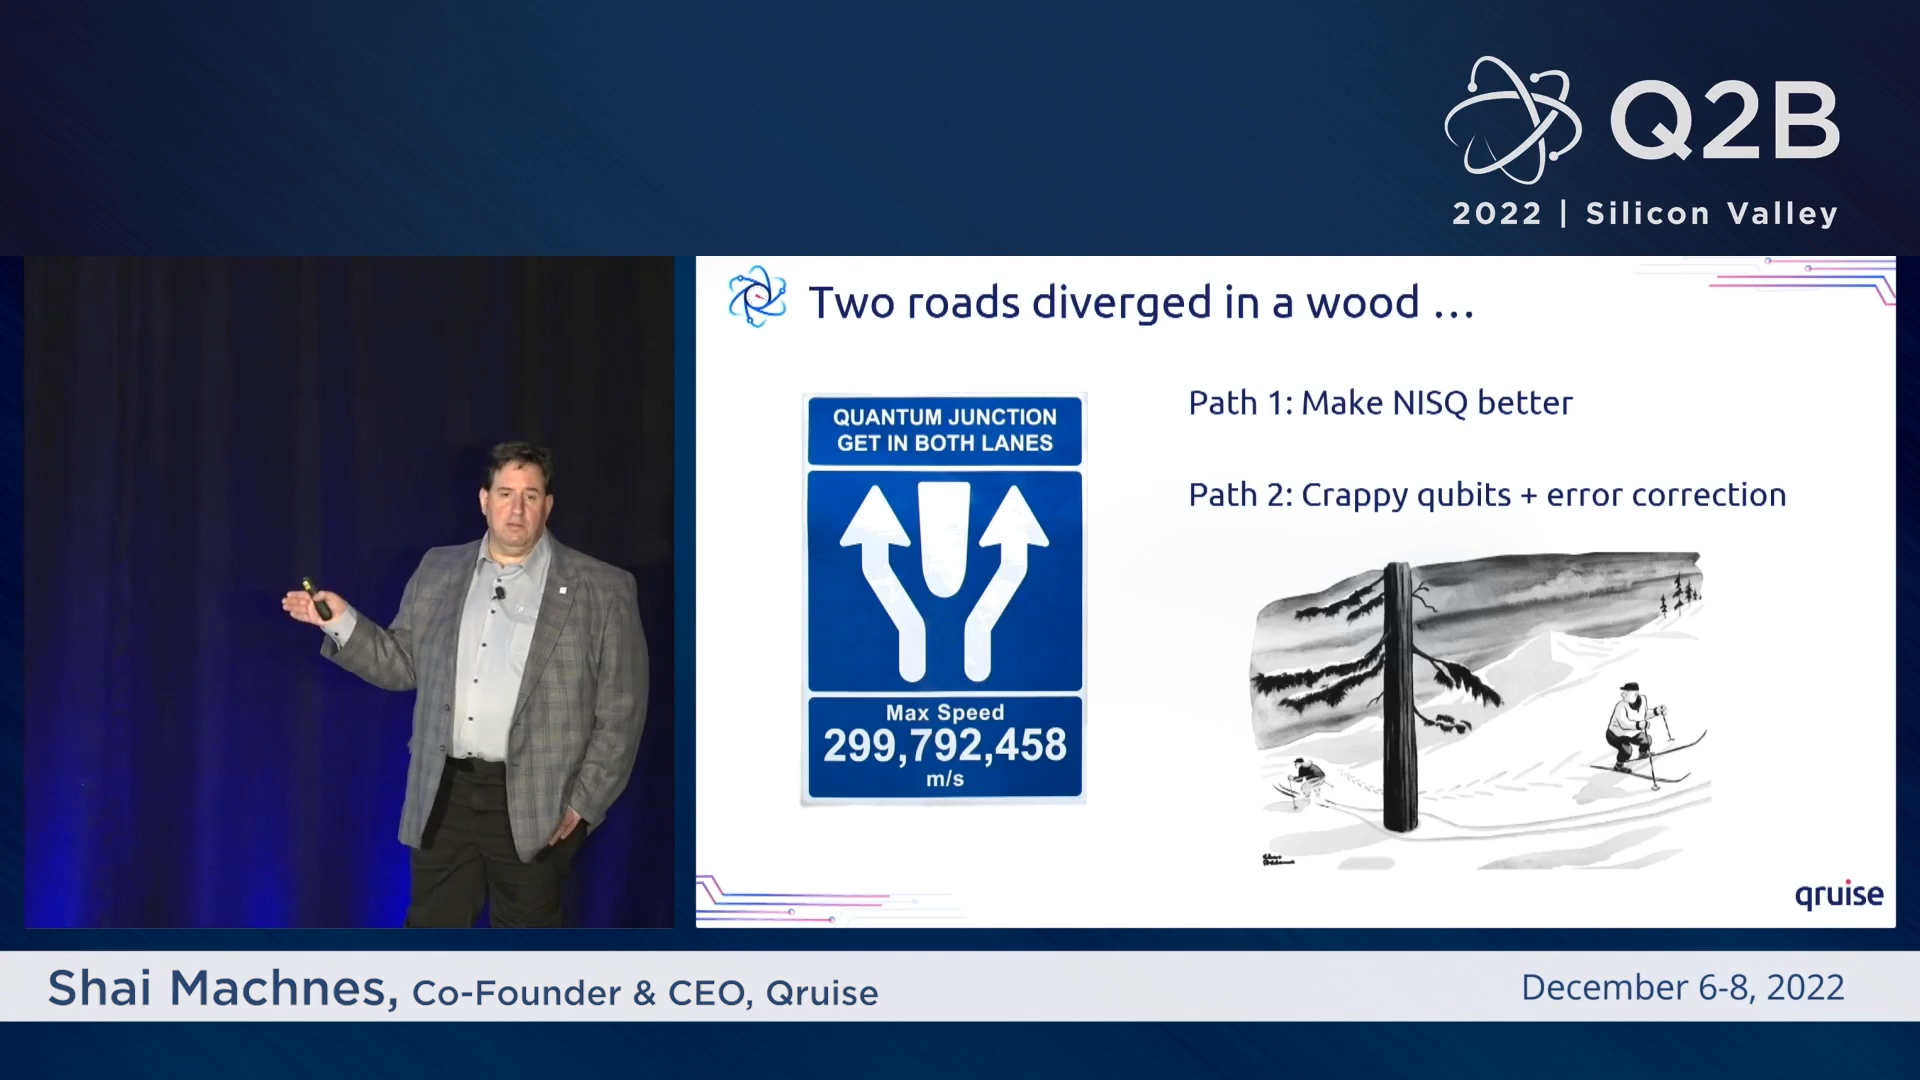 Q2B
2022 | Silicon Valley
Two roads diverged in a wood ...
QUANTUM JUNCTION
GET IN BOTH LANES
Max Speed
299,792,458
m/s
Path 1: Make NISQ better
Path 2: Crappy qubits + error correction
qruise
Shai Machnes, Co-Founder & CEO, Qruise
December 6-8, 2022